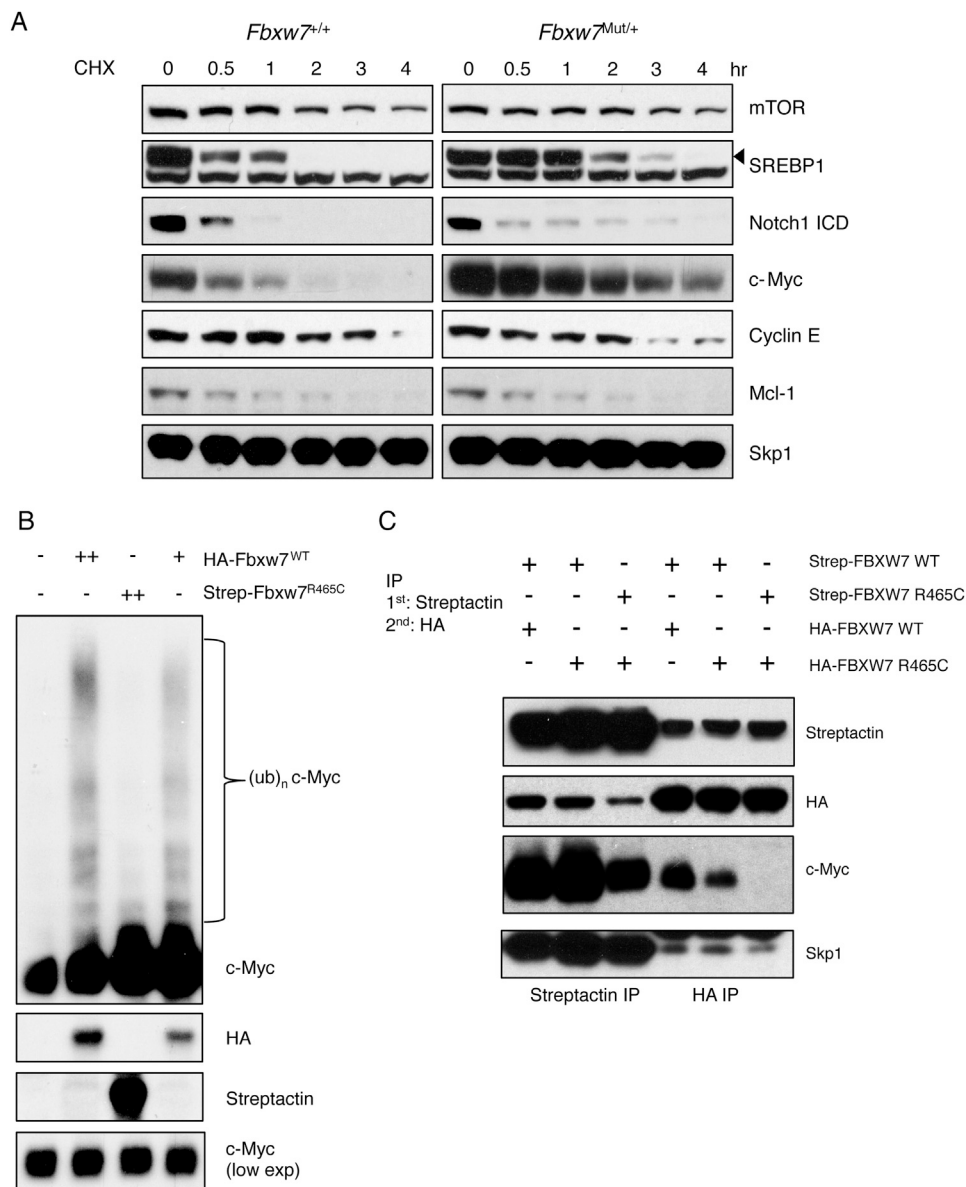 A
Fbxw7+/+ Fbxw7Mut/+
CHX 0 0.5 1 2 3 4 0 0.5 1 2 3 4 hr
mTOR
SREBP1
Notch1 ICD
c-Myc
Cyclin E
Mcl-1
Skp1
B
- ++ - + HA-Fbxw7WT
- - ++ - Strep-Fbxw7R465C
(ub)n c-Myc
c-Myc
HA
Streptactin
c-Myc
(low exp)
C
IP
1st: Streptactin
2nd: HA
+ + - + + - Strep-FBXW7 WT
- - + - - + Strep-FBXW7 R465C
+ - - + - - HA-FBXW7 WT
- + + - + + HA-FBXW7 R465C
Streptactin
HA
c-Myc
Skp1
Streptactin IP HA IP